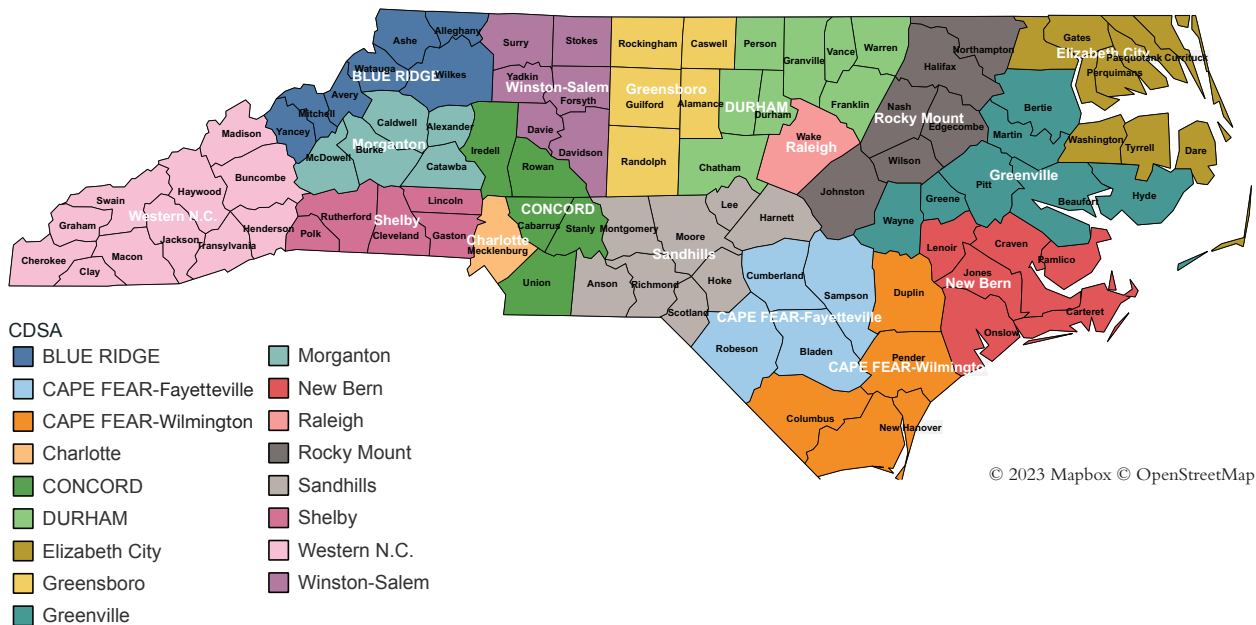 Alleghany
Ashe
Surry
Stokes
Rockingham
Caswell
Person
Vance
Warren
Northampton
Gates
Elizabeth City
Pasquotank
Currituck
Watauga
BLUE RIDGE
Wilkes
Yadkin
Winston-Salem
Forsyth
Greensboro
Granville
Halifax
Perquimans
Avery
Mitchell
Yancey
Madison
Caldwell
Alexander
Morganton
Burke
McDowell
Catawba
Iredell
Davie
Davidson
Rowan
Guilford
Alamance
DURHAM
Durham
Franklin
Nash
Rocky Mount
Edgecombe
Bertie
Martin
Washington
Tyrrell
Dare
Wake
Raleigh
Randolph
Chatham
Wilson
Johnston
Buncombe
Haywood
Swain
Western N.C.
Graham
Jackson
Henderson
Transylvania
Cherokee
Macon
Clay
Rutherford
Polk
Shelby
Cleveland
Lincoln
Gaston
Charlotte
Mecklenburg
CONCORD
Cabarrus
Stanly
Union
Montgomery
Moore
Lee
Harnett
Sandhills
Anson
Richmond
Hoke
Scotland
Greene
Pitt
Greenville
Beaufort
Hyde
Wayne
Lenoir
Craven
Pamlico
Jones
New Bern
Carteret
Onslow
Cumberland
Sampson
Duplin
CAPE FEAR-Fayetteville
Robeson
Bladen
Pender
CAPE FEAR-Wilmington
Columbus
New Hanover
© 2023 Mapbox © OpenStreetMap
CDSA
BLUE RIDGE
CAPE FEAR-Fayetteville
CAPE FEAR-Wilmington
Charlotte
CONCORD
DURHAM
Elizabeth City
Greensboro
Greenville
Morganton
New Bern
Raleigh
Rocky Mount
Sandhills
Shelby
Western N.C.
Winston-Salem